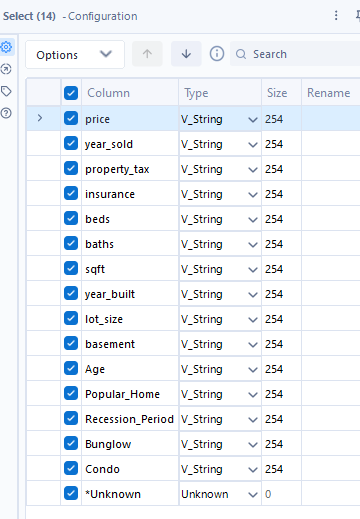 Select (14) - Configuration
Options Search
Column Type Size Rename
price V_String 254
year_sold V_String 254
property_tax V_String 254
insurance V_String 254
beds V_String 254
baths V_String 254
sqft V_String 254
year_built V_String 254
lot_size V_String 254
basement V_String 254
Age V_String 254
Popular_Home V_String 254
Recession_Period V_String 254
Bunglow V_String 254
Condo V_String 254
*Unknown Unknown 0